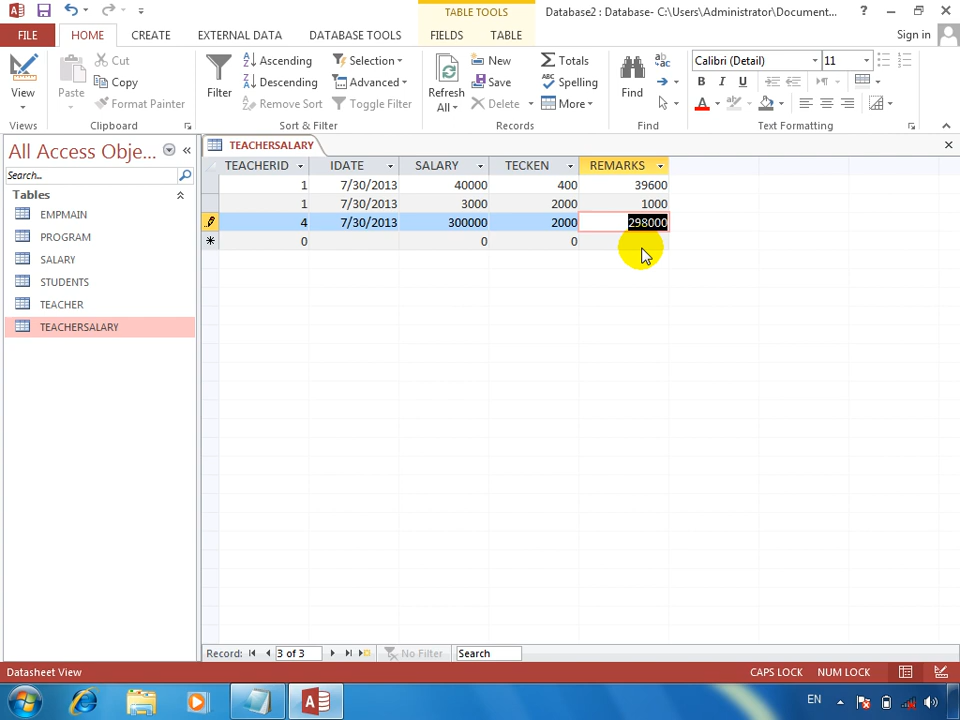 TABLE TOOLS
Database2 : Database- C:\Users\Administrator\Document...
?
FILE
HOME
CREATE
EXTERNAL DATA
DATABASE TOOLS
FIELDS
TABLE
Sign in
View
Views
Paste
Cut
Copy
Format Painter
Clipboard
Filter
Ascending
Descending
Remove Sort
Selection
Advanced
Toggle Filter
Sort & Filter
Refresh
All
New
Save
Delete
Totals
Spelling
More
Records
Find
Find
Calibri (Detail)
11
B I U
A
Text Formatting
All Access Obje...
Search...
Tables
EMPMAIN
PROGRAM
SALARY
STUDENTS
TEACHER
TEACHERSALARY
TEACHERSALARY
TEACHERID IDATE SALARY TECKEN REMARKS
1 7/30/2013 40000 400 39600
1 7/30/2013 3000 2000 1000
4 7/30/2013 300000 2000 298000
0 0 0
Record: 3 of 3 No Filter Search
Datasheet View
CAPS LOCK NUM LOCK
EN